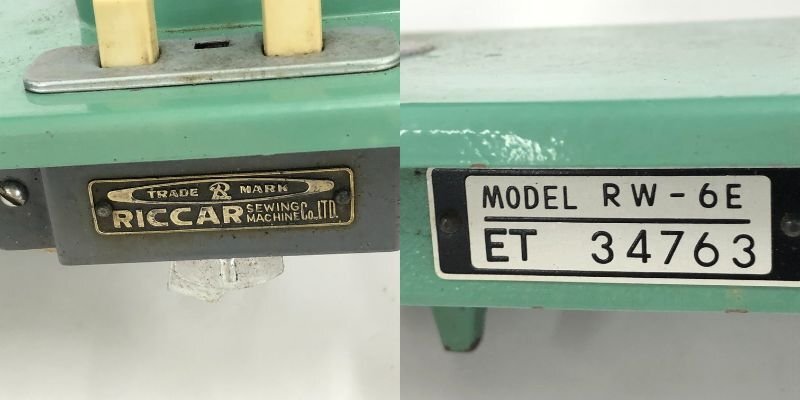 TRADE R MARK
RICCAR SEWING MACHINE Co.,LTD.
MODEL RW-6E
ET 34763